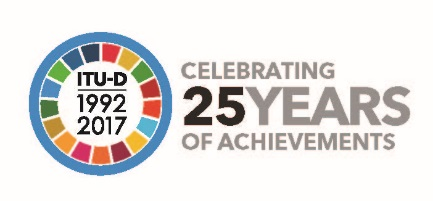 ITU-D
1992
2017
CELEBRATING
25YEARS
OF ACHIEVEMENTS